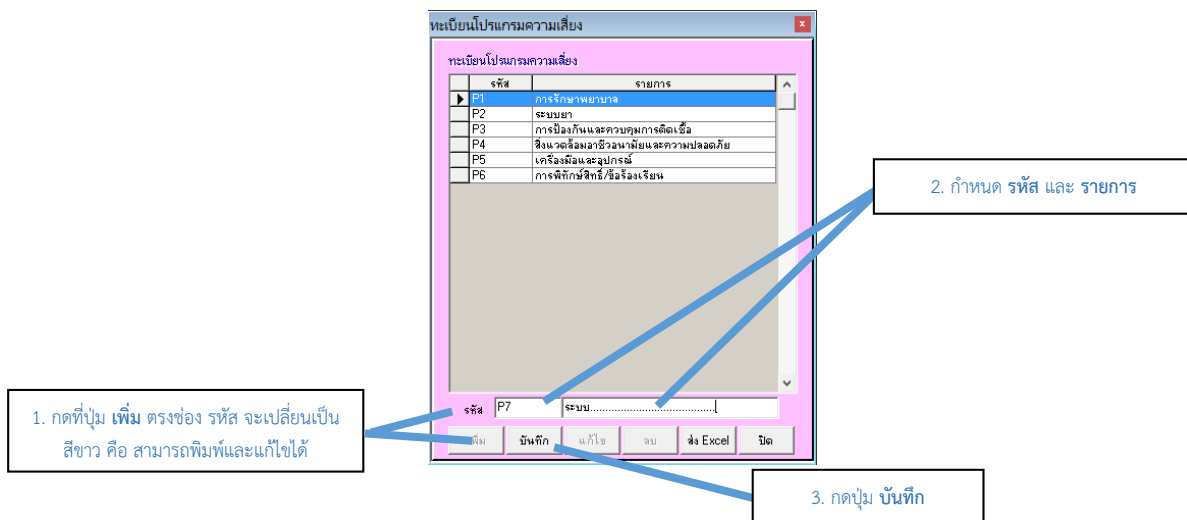 ทะเบียนโปรแกรมความเสี่ยง
x
ทะเบียนโปรแกรมความเสี่ยง
รหัส รายการ
P1 การรักษาพยาบาล
P2 ระบบยา
P3 การป้องกันและควบคุมการติดเชื้อ
P4 สิ่งแวดล้อมอาชีวอนามัยและความปลอดภัย
P5 เครื่องมือและอุปกรณ์
P6 การพิทักษ์สิทธิ์/ข้อร้องเรียน
2. กำหนด รหัส และ รายการ
1. กดที่ปุ่ม เพิ่ม ตรงช่อง รหัส จะเปลี่ยนเป็น
สีขาว คือ สามารถพิมพ์และแก้ไขได้
รหัส P7 ระบบ..........................................
เพิ่ม บันทึก แก้ไข ลบ ส่ง Excel ปิด
3. กดปุ่ม บันทึก